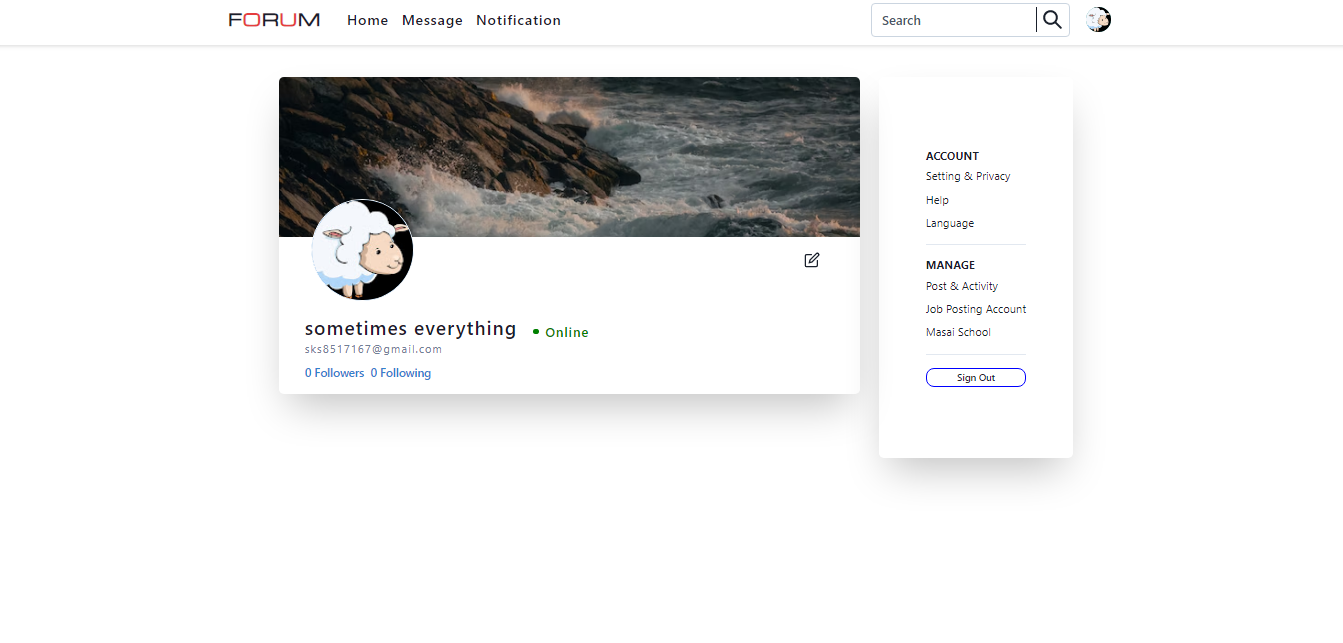 FORUM Home Message Notification Search
ACCOUNT
Setting & Privacy
Help
Language
MANAGE
Post & Activity
Job Posting Account
Masai School
Sign Out
sometimes everything • Online
sks8517167@gmail.com
0 Followers 0 Following